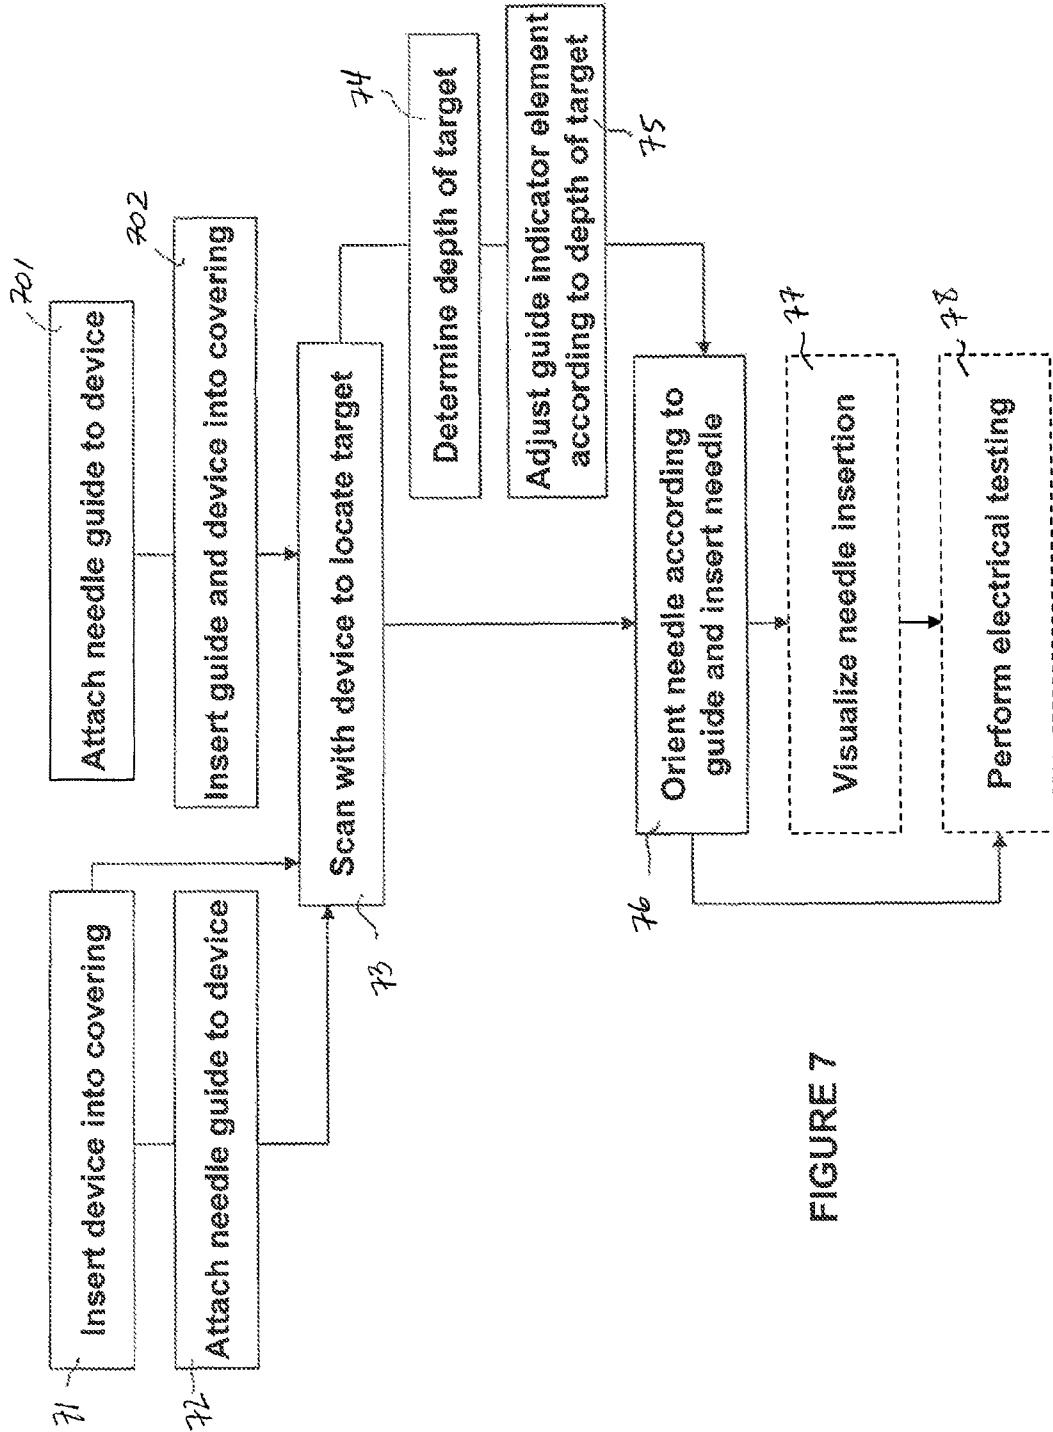 71
Insert device into covering
72
Attach needle guide to device
701
Attach needle guide to device
702
Insert guide and device into covering
73
Scan with device to locate target
74
Determine depth of target
75
Adjust guide indicator element
according to depth of target
76
Orient needle according to
guide and insert needle
77
Visualize needle insertion
78
Perform electrical testing
FIGURE 7